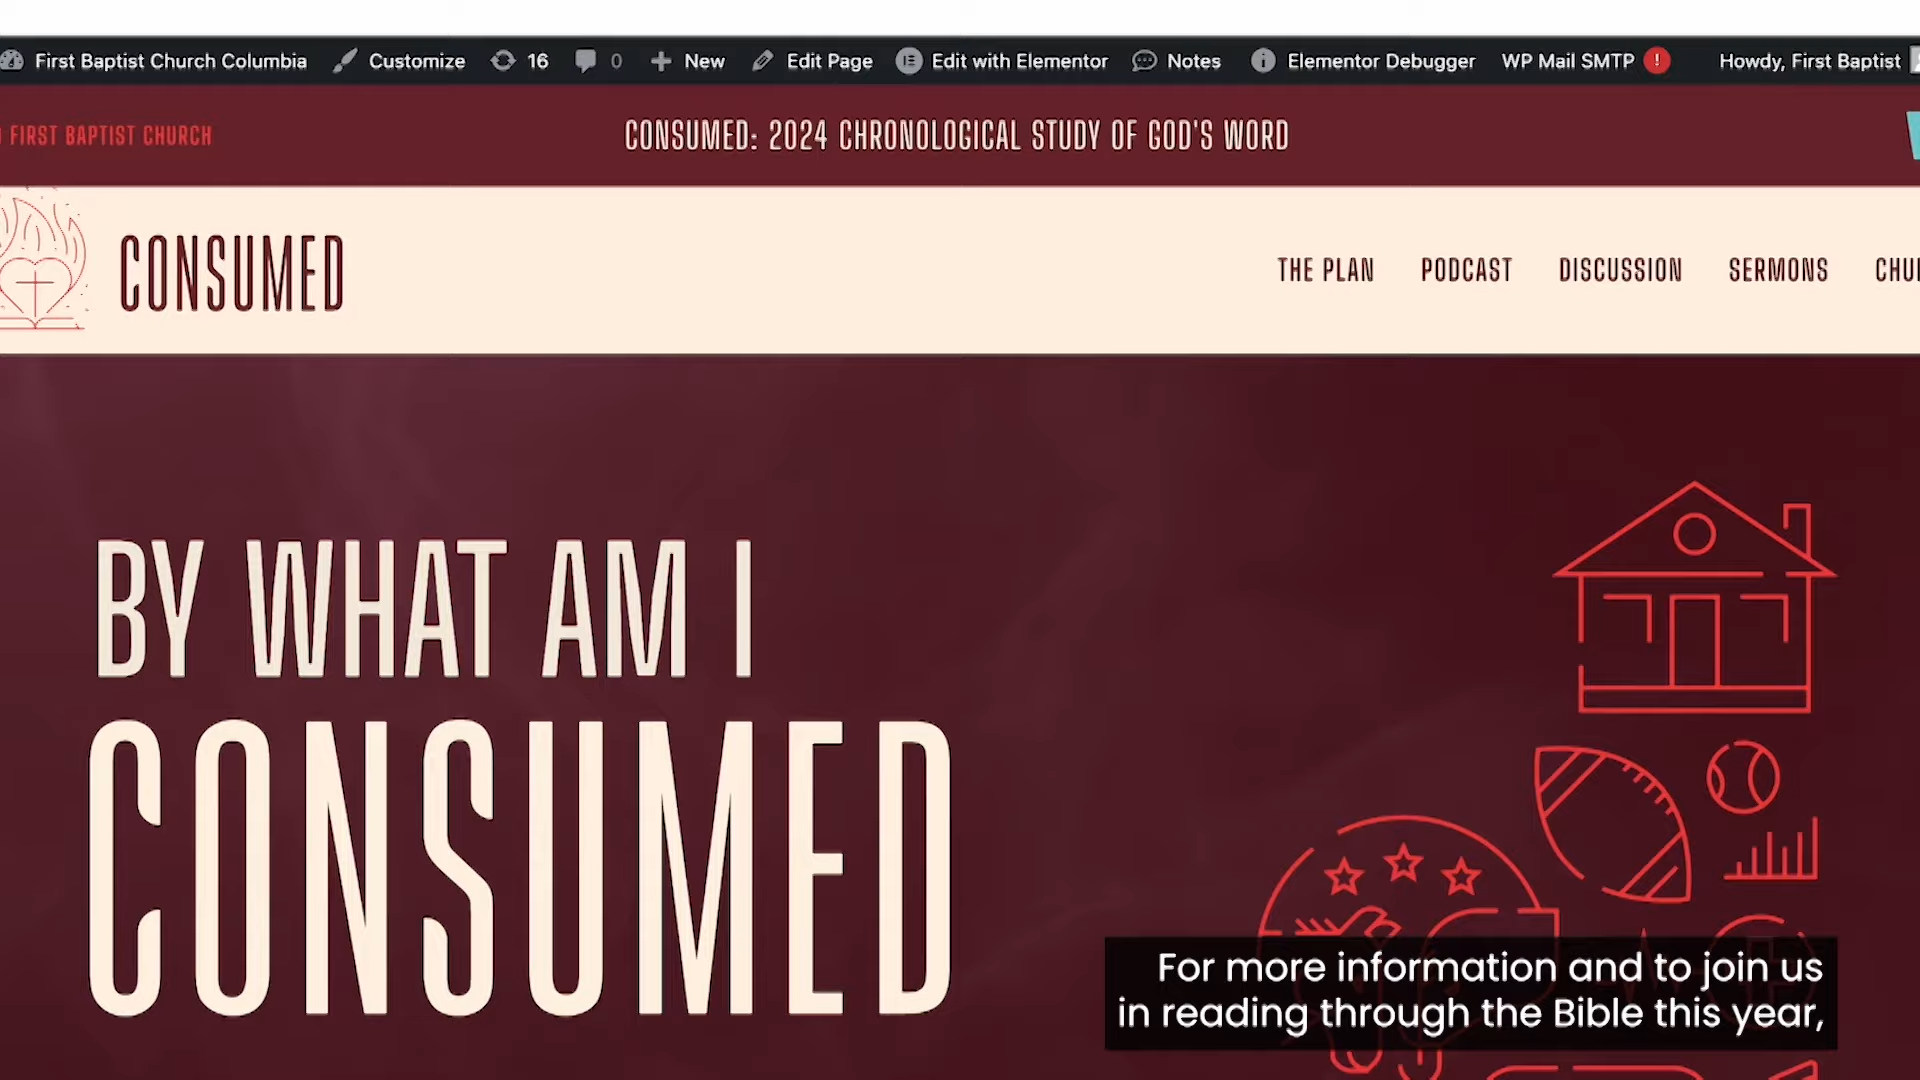 First Baptist Church Columbia Customize 16 0 New Edit Page Edit with Elementor Notes Elementor Debugger WP Mail SMTP ! Howdy, First Baptist
FIRST BAPTIST CHURCH CONSUMED: 2024 CHRONOLOGICAL STUDY OF GOD'S WORD
CONSUMED THE PLAN PODCAST DISCUSSION SERMONS
BY WHAT AM I
CONSUMED
For more information and to join us
in reading through the Bible this year,